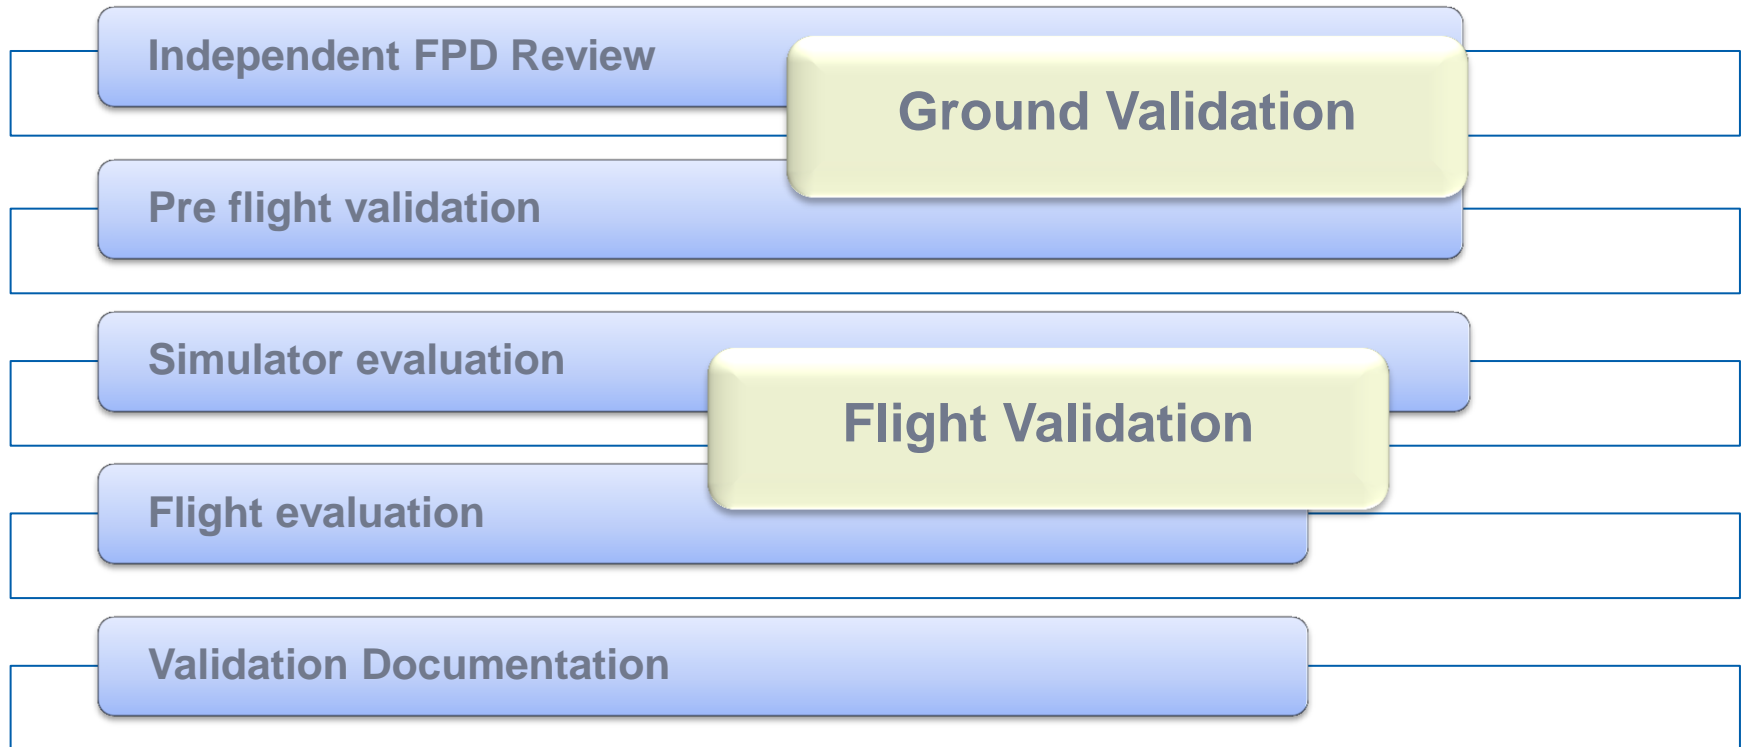 Independent FPD Review
Ground Validation
Pre flight validation
Simulator evaluation
Flight Validation
Flight evaluation
Validation Documentation